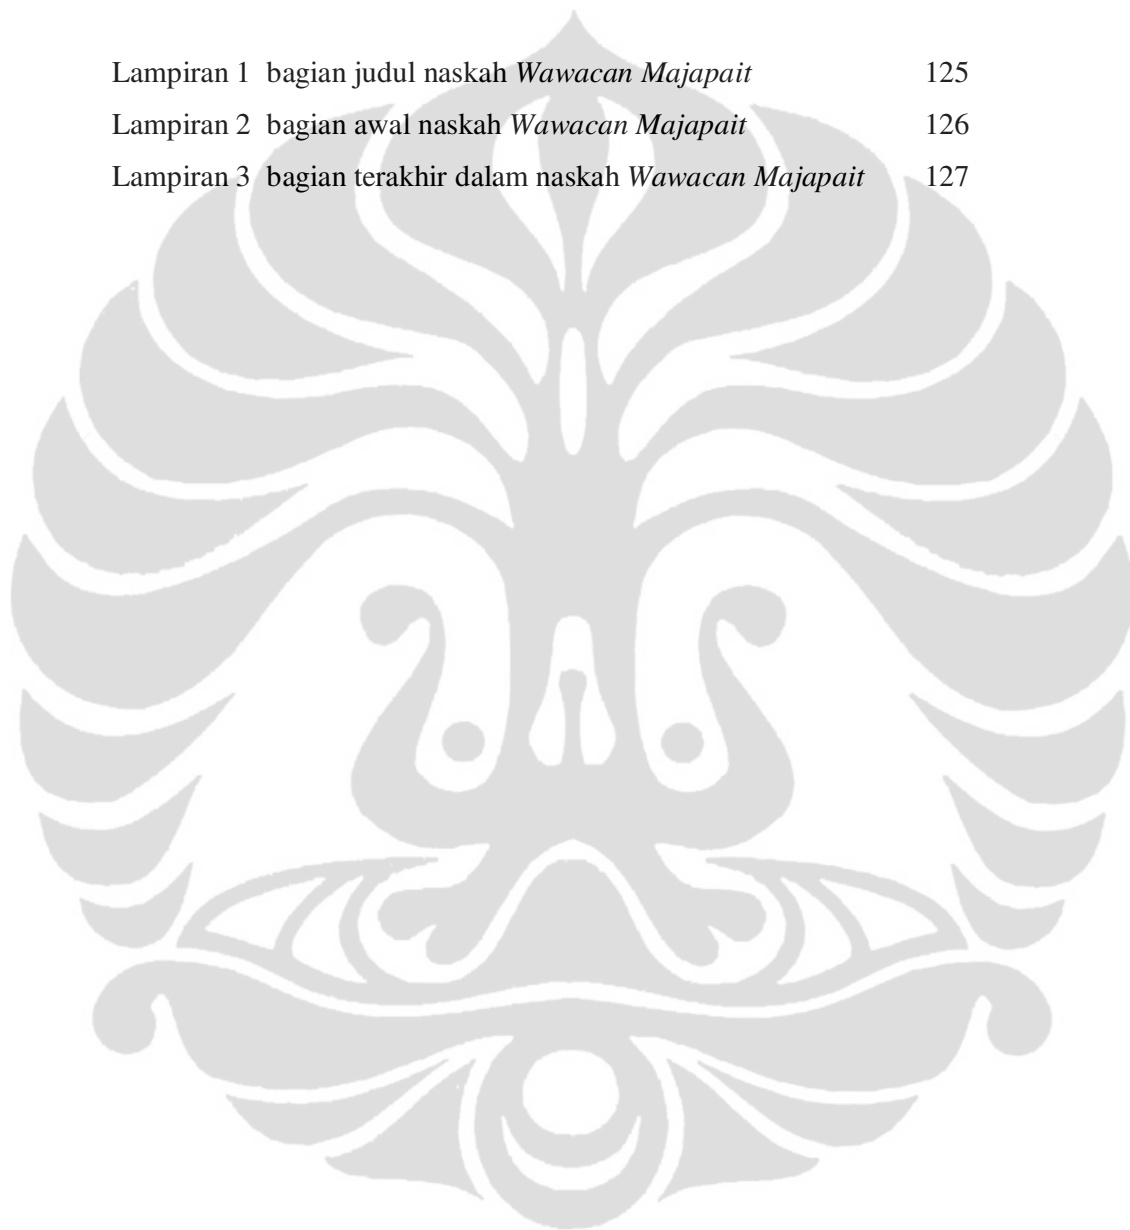 Lampiran 1 bagian judul naskah Wawacan Majapait 125
Lampiran 2 bagian awal naskah Wawacan Majapait 126
Lampiran 3 bagian terakhir dalam naskah Wawacan Majapait 127